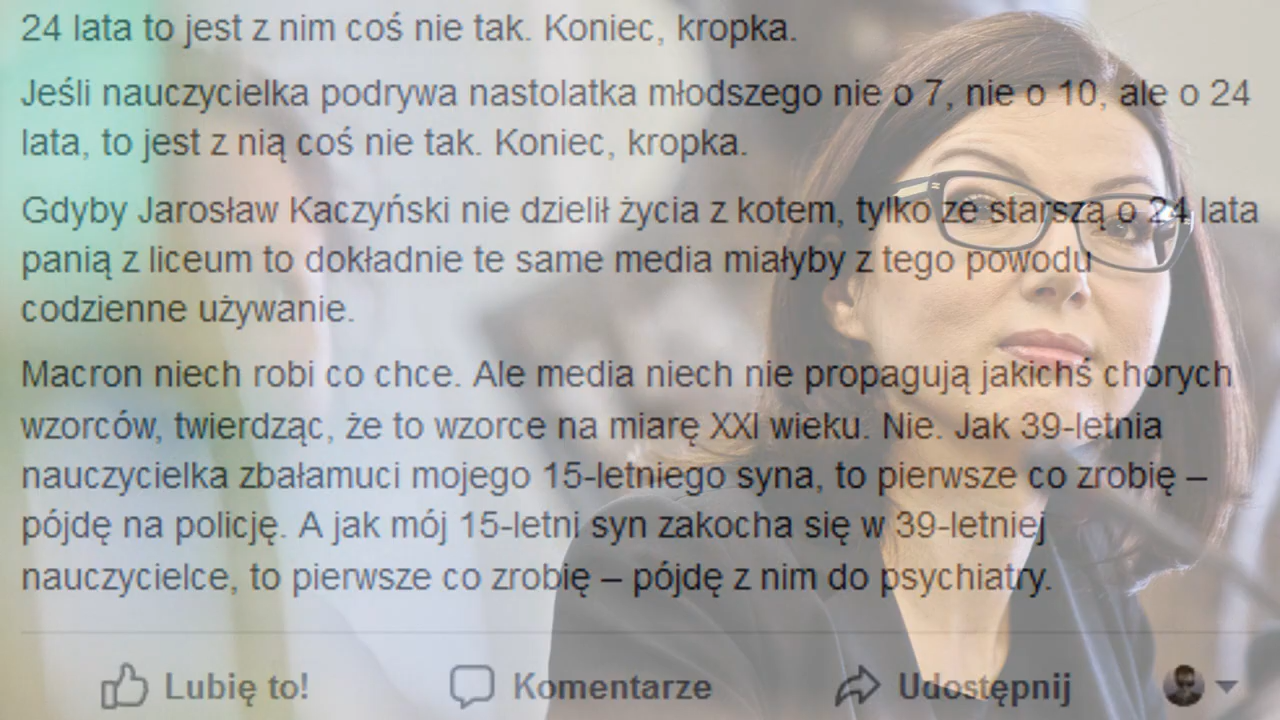 24 lata to jest z nim coś nie tak. Koniec, kropka.
Jeśli nauczycielka podrywa nastolatka młodszego nie o 7, nie o 10, ale o 24
lata, to jest z nią coś nie tak. Koniec, kropka.
Gdyby Jarosław Kaczyński nie dzielił życia z kotem, tylko ze starszą o 24 lata
panią z liceum to dokładnie te same media miałyby z tego powodu
codzienne używanie.
Macron niech robi co chce. Ale media niech nie propagują jakichś chorych
wzorców, twierdząc, że to wzorce na miarę XXI wieku. Nie. Jak 39-letnia
nauczycielka zbałamuci mojego 15-letniego syna, to pierwsze co zrobię –
pójdę na policję. A jak mój 15-letni syn zakocha się w 39-letniej
nauczycielce, to pierwsze co zrobię – pójdę z nim do psychiatry.
Lubię to! Komentarze Udostępnij